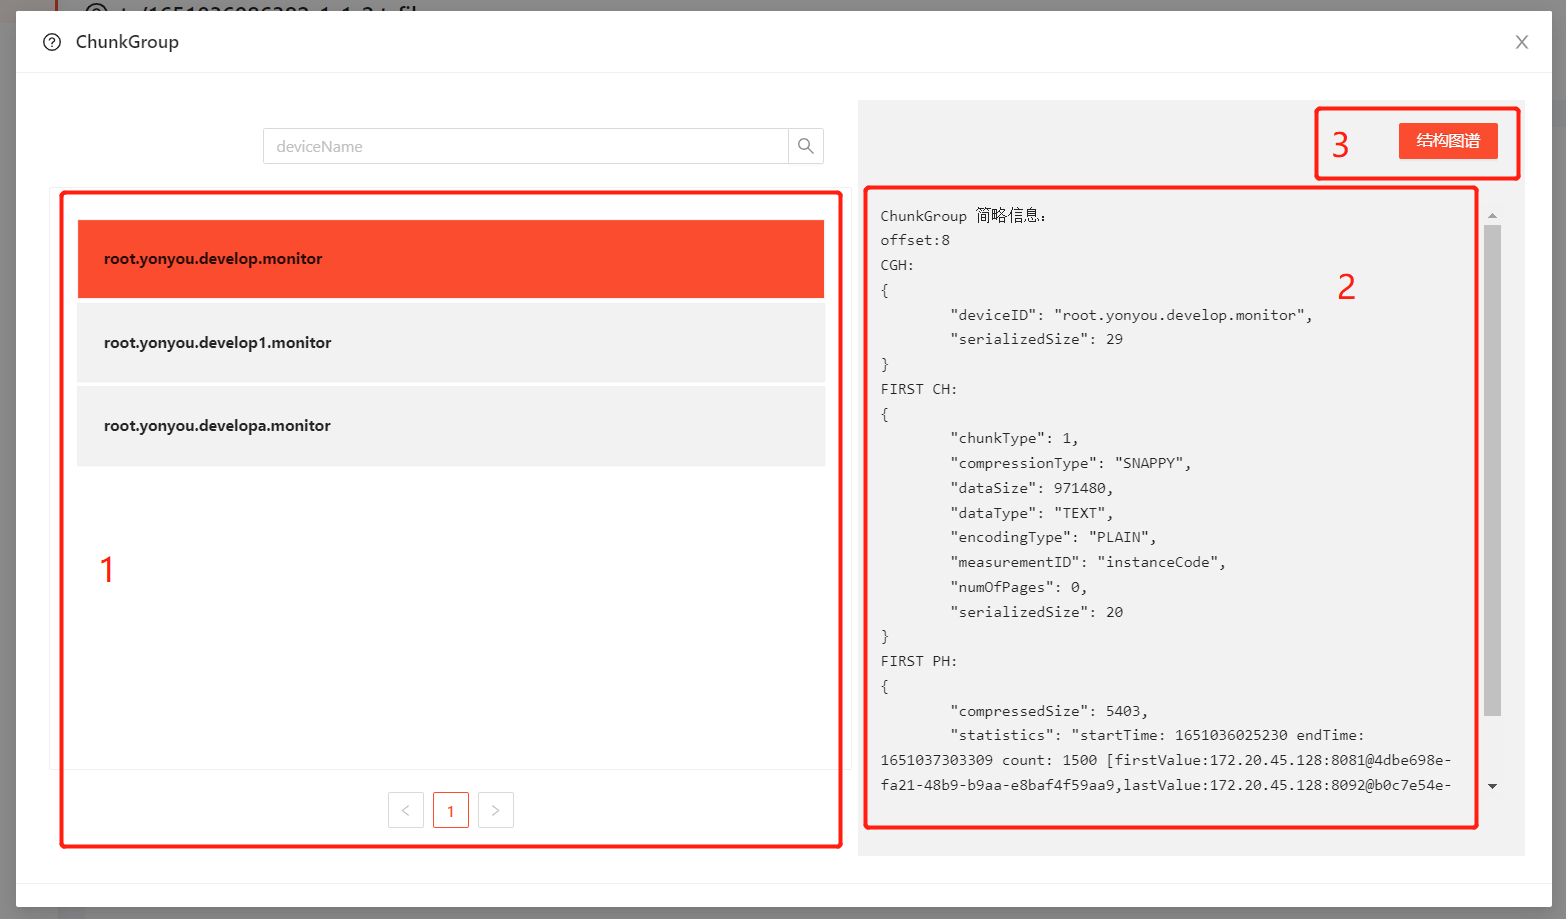 ChunkGroup
deviceName
3
结构图谱
root.yonyou.develop.monitor
root.yonyou.develop1.monitor
root.yonyou.developa.monitor
1
<
1
>
ChunkGroup 简略信息：
offset:8
CGH:
{
"deviceID": "root.yonyou.develop.monitor",
"serializedSize": 29
}
2
FIRST CH:
{
"chunkType": 1,
"compressionType": "SNAPPY",
"dataSize": 971480,
"dataType": "TEXT",
"encodingType": "PLAIN",
"measurementID": "instanceCode",
"numOfPages": 0,
"serializedSize": 20
}
FIRST PH:
{
"compressedSize": 5403,
"statistics": "startTime: 1651036025230 endTime:
1651037303309 count: 1500 [firstValue:172.20.45.128:8081@4dbe698e-
fa21-48b9-b9aa-e8baf4f59aa9,lastValue:172.20.45.128:8092@b0c7e54e-